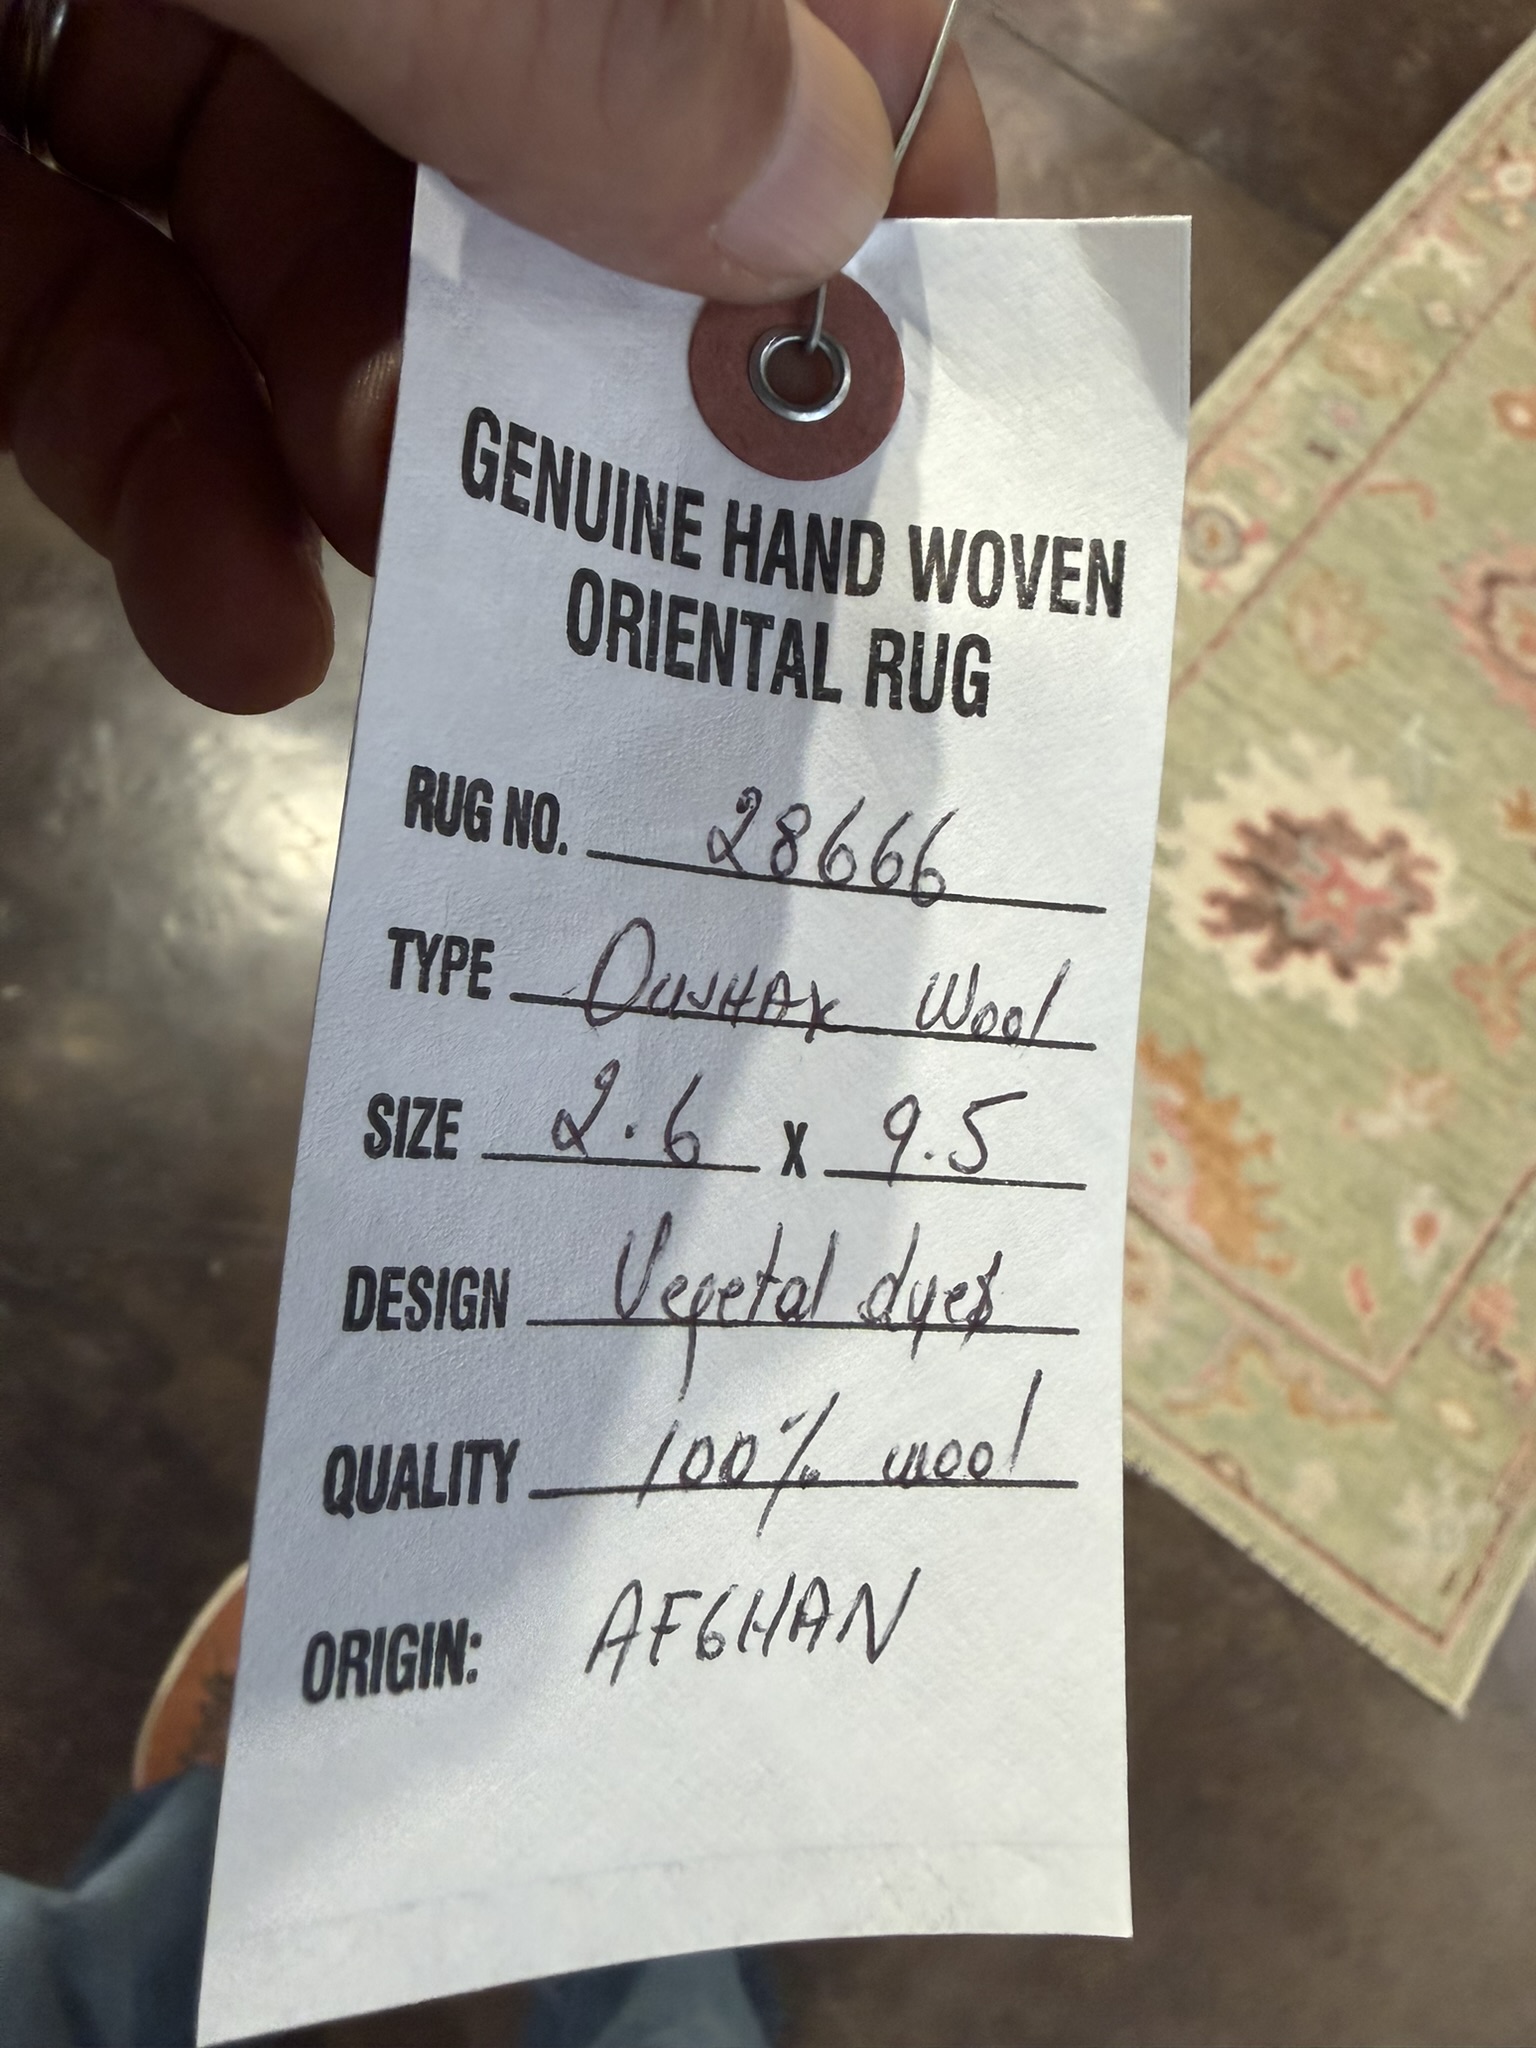 GENUINE HAND WOVEN
ORIENTAL RUG
RUG NO. 28666
TYPE OUSHAK Wool
SIZE 2.6 X 9.5
DESIGN Vegetal dyes
QUALITY 100% wool
ORIGIN: AFGHAN